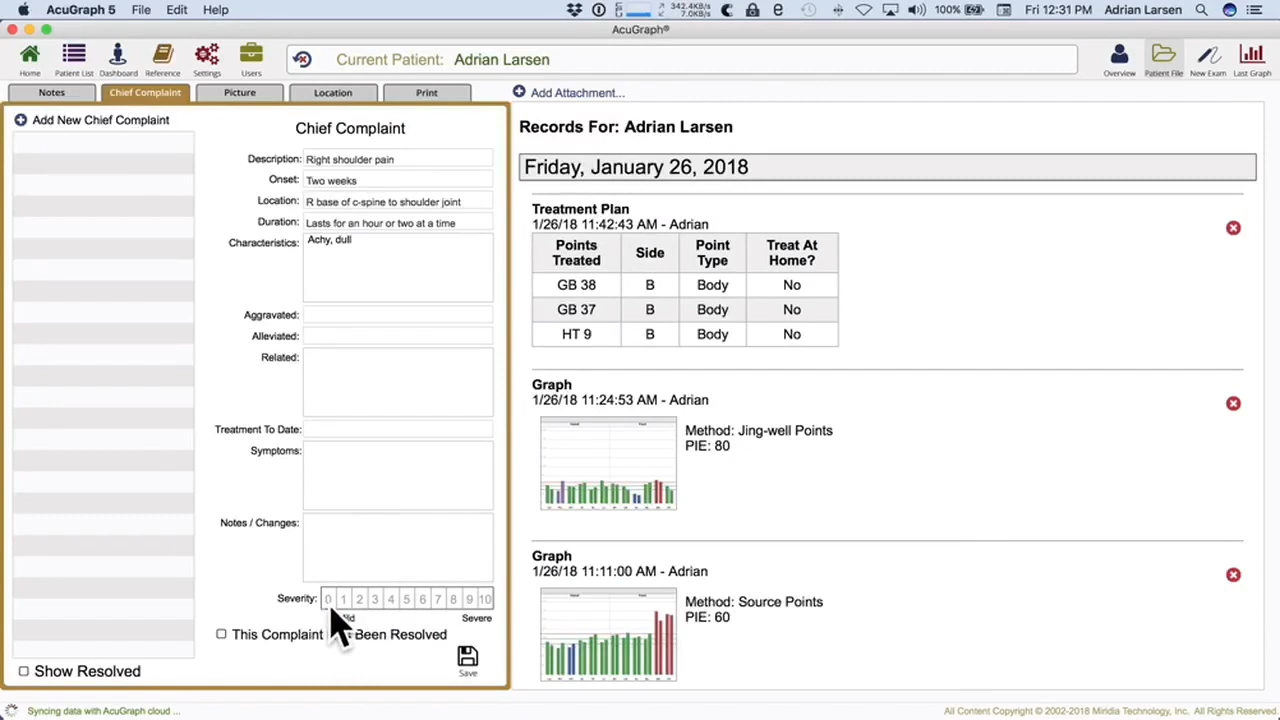 AcuGraph 5 File Edit Help 342.4KB/s 7.0KB/s 100% Fri 12:31 PM Adrian Larsen
AcuGraph®
Home Patient List Dashboard Reference Settings Users Current Patient: Adrian Larsen Overview Patient File New Exam Last Graph
Notes Chief Complaint Picture Location Print
Add Attachment...
Add New Chief Complaint
Chief Complaint
Description: Right shoulder pain
Onset: Two weeks
Location: R base of c-spine to shoulder joint
Duration: Lasts for an hour or two at a time
Characteristics: Achy, dull
Aggravated:
Alleviated:
Related:
Treatment To Date:
Symptoms:
Notes / Changes:
Severity: 0 1 2 3 4 5 6 7 8 9 10
Severe
This Complaint Been Resolved
Save
Show Resolved
Records For: Adrian Larsen
Friday, January 26, 2018
Treatment Plan
1/26/18 11:42:43 AM - Adrian
Points Treated Side Point Type Treat At Home?
GB 38 B Body No
GB 37 B Body No
HT 9 B Body No
Graph
1/26/18 11:24:53 AM - Adrian
Method: Jing-well Points
PIE: 80
Graph
1/26/18 11:11:00 AM - Adrian
Method: Source Points
PIE: 60
Syncing data with AcuGraph cloud ...
All Content Copyright © 2002-2018 Miridia Technology, Inc. All Rights Reserved.